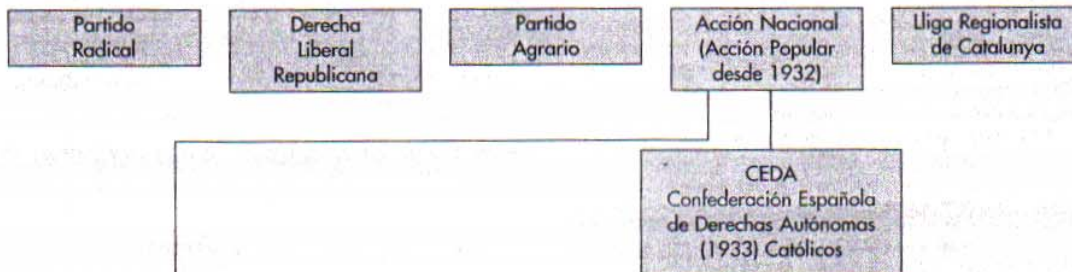 Partido
Radical
Derecha
Liberal
Republicana
Partido
Agrario
Acción Nacional
(Acción Popular
desde 1932)
Lliga Regionalista
de Catalunya
CEDA
Confederación Española
de Derechas Autónomas
(1933) Católicos